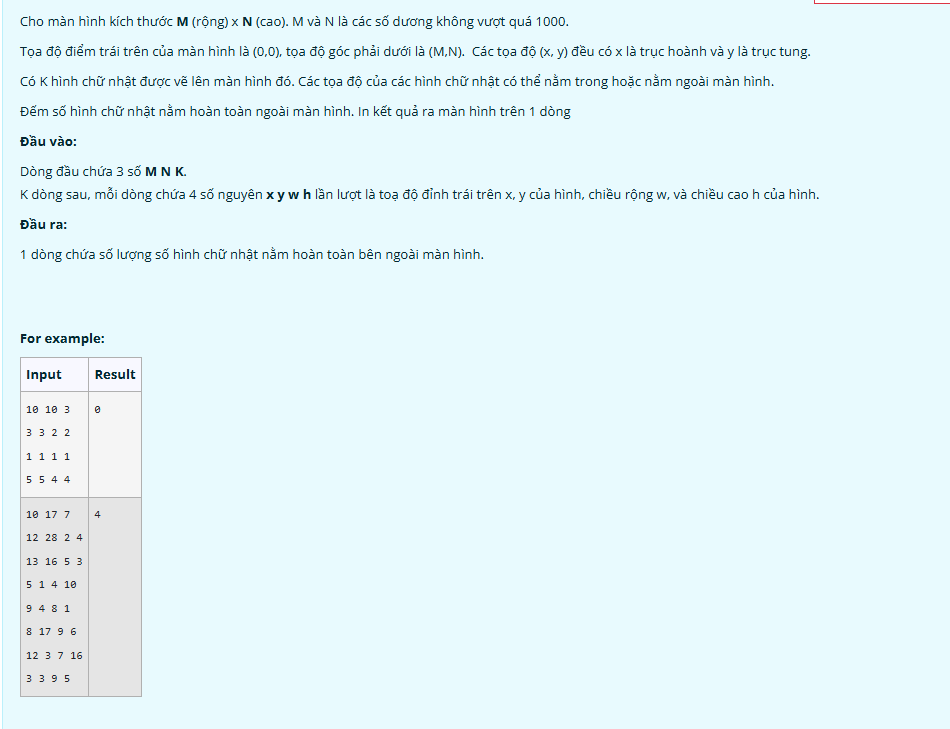 Cho màn hình kích thước M (rộng) x N (cao). M và N là các số dương không vượt quá 1000.
Tọa độ điểm trái trên của màn hình là (0,0), tọa độ góc phải dưới là (M,N). Các tọa độ (x, y) đều có x là trục hoành và y là trục tung.
Có K hình chữ nhật được vẽ lên màn hình đó. Các tọa độ của các hình chữ nhật có thể nằm trong hoặc nằm ngoài màn hình.
Đếm số hình chữ nhật nằm hoàn toàn ngoài màn hình. In kết quả ra màn hình trên 1 dòng
Đầu vào:
Dòng đầu chứa 3 số M N K.
K dòng sau, mỗi dòng chứa 4 số nguyên x y w h lần lượt là toạ độ đỉnh trái trên x, y của hình, chiều rộng w, và chiều cao h của hình.
Đầu ra:
1 dòng chứa số lượng số hình chữ nhật nằm hoàn toàn bên ngoài màn hình.
For example:
Input Result
10 10 3 0
3 3 2 2
1 1 1 1
5 5 4 4
10 17 7 4
12 28 2 4
13 16 5 3
5 1 4 10
9 4 8 1
8 17 9 6
12 3 7 16
3 3 9 5